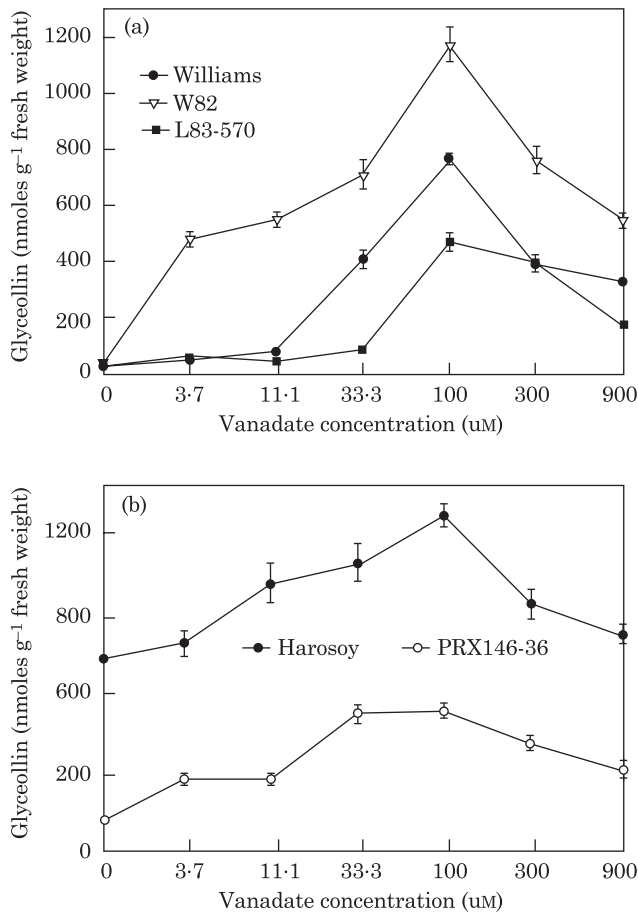 (a)
1200
1000
800
600
400
200
0
Williams
W82
L83-570
Glyceollin (nmoles g⁻¹ fresh weight)
0 3·7 11·1 33·3 100 300 900
Vanadate concentration (uM)
(b)
1200
800
600
200
0
Harosoy PRX146-36
Glyceollin (nmoles g⁻¹ fresh weight)
0 3·7 11·1 33·3 100 300 900
Vanadate concentration (uM)